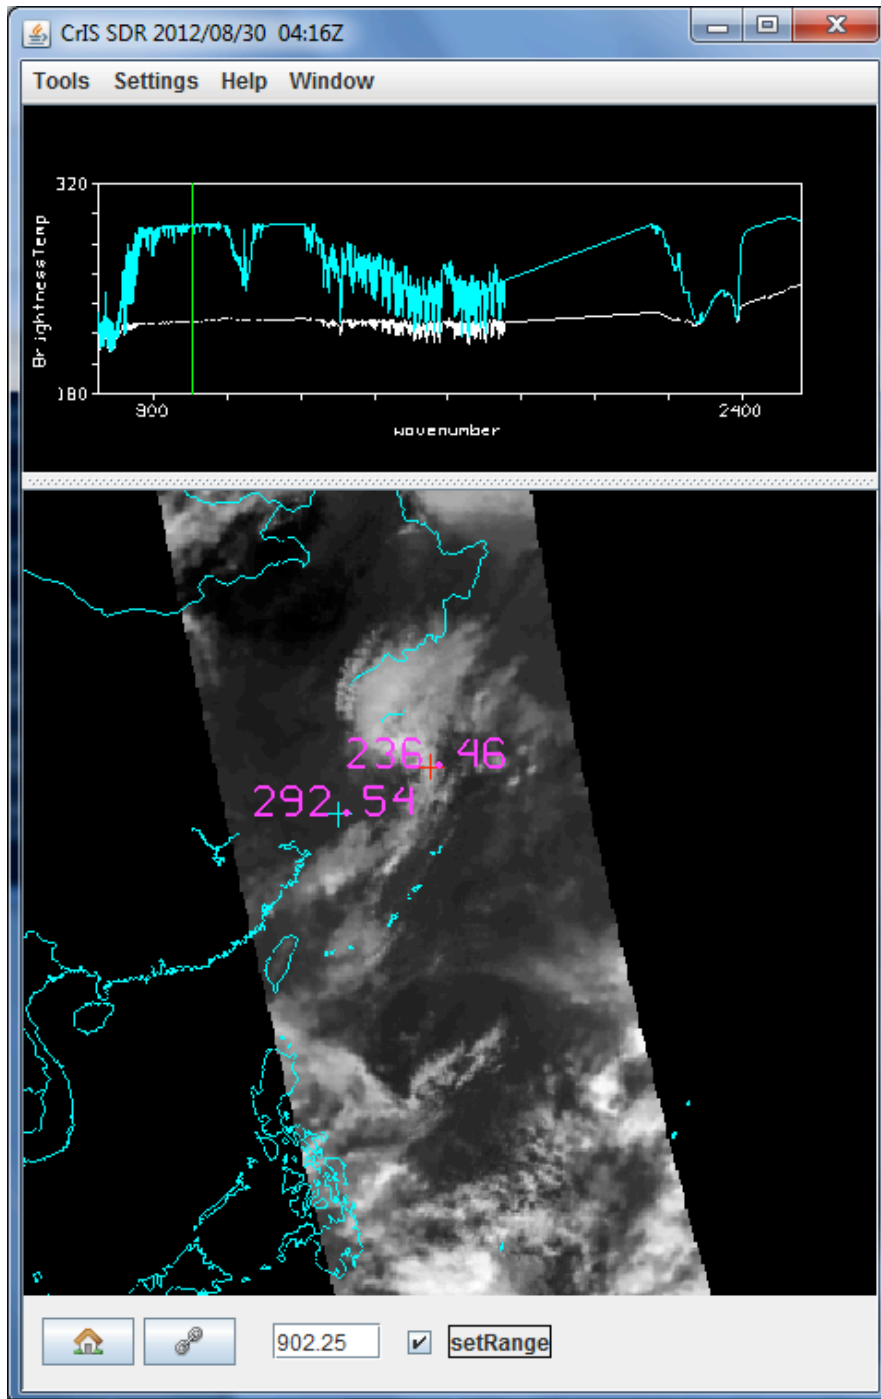 CrIS SDR 2012/08/30 04:16Z
Tools Settings Help Window
320
BrightnessTemp
180
900 2400
wavenumber
236.46
292.54
902.25 setRange